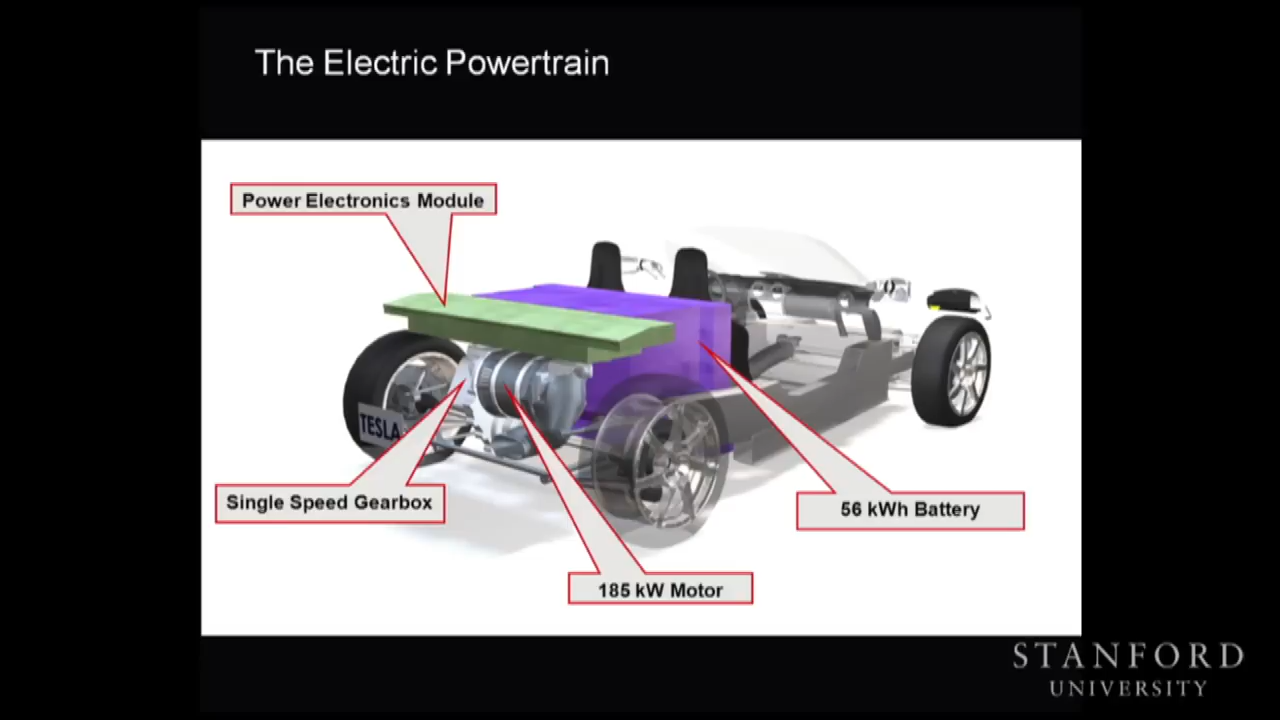 The Electric Powertrain
Power Electronics Module
TESLA
Single Speed Gearbox
56 kWh Battery
185 kW Motor
STANFORD
UNIVERSITY